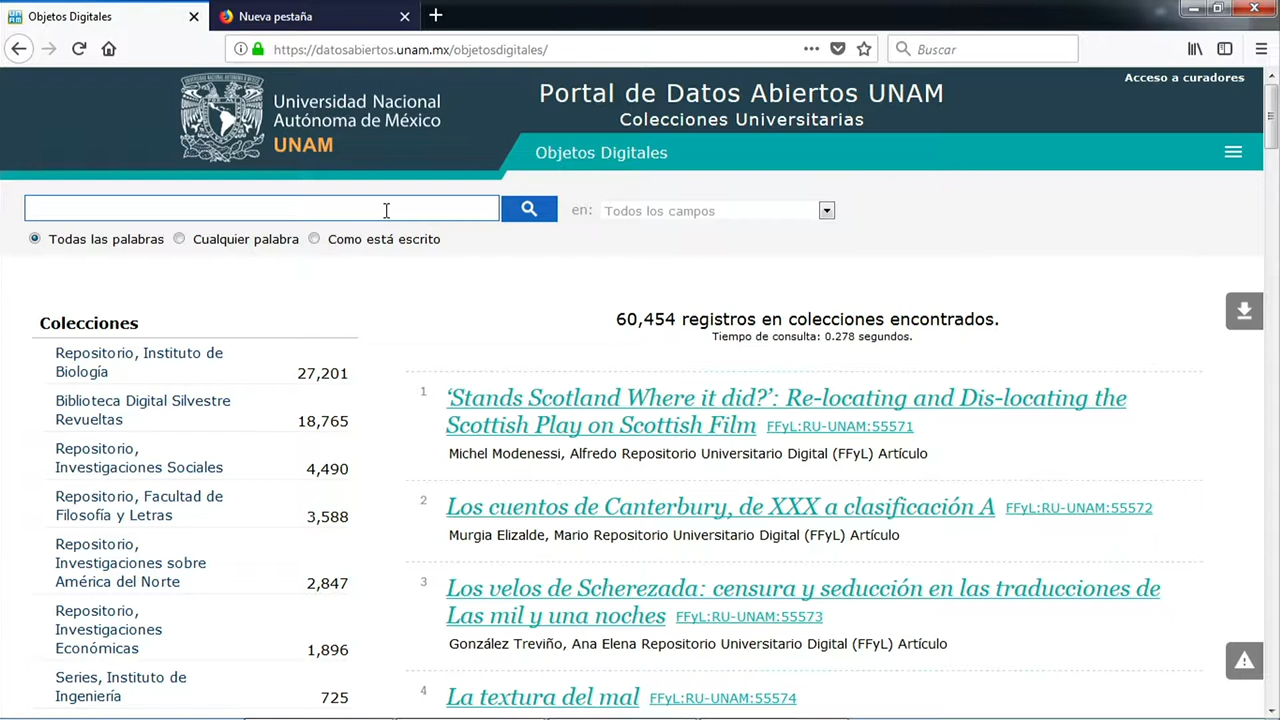 Objetos Digitales
Nueva pestaña
https://datosabiertos.unam.mx/objetosdigitales/
Buscar
Acceso a curadores
Universidad Nacional
Autónoma de México
UNAM
Portal de Datos Abiertos UNAM
Colecciones Universitarias
Objetos Digitales
en: Todos los campos
Todas las palabras Cualquier palabra Como está escrito
Colecciones
Repositorio, Instituto de
Biología 27,201
Biblioteca Digital Silvestre
Revueltas 18,765
Repositorio,
Investigaciones Sociales 4,490
Repositorio, Facultad de
Filosofía y Letras 3,588
Repositorio,
Investigaciones sobre
América del Norte 2,847
Repositorio,
Investigaciones
Económicas 1,896
Series, Instituto de
Ingeniería 725
60,454 registros en colecciones encontrados.
Tiempo de consulta: 0.278 segundos.
1 ‘Stands Scotland Where it did?’: Re-locating and Dis-locating the
Scottish Play on Scottish Film FFyL:RU-UNAM:55571
Michel Modenessi, Alfredo Repositorio Universitario Digital (FFyL) Artículo
2 Los cuentos de Canterbury, de XXX a clasificación A FFyL:RU-UNAM:55572
Murgia Elizalde, Mario Repositorio Universitario Digital (FFyL) Artículo
3 Los velos de Scherezada: censura y seducción en las traducciones de
Las mil y una noches FFyL:RU-UNAM:55573
González Treviño, Ana Elena Repositorio Universitario Digital (FFyL) Artículo
4 La textura del mal FFyL:RU-UNAM:55574